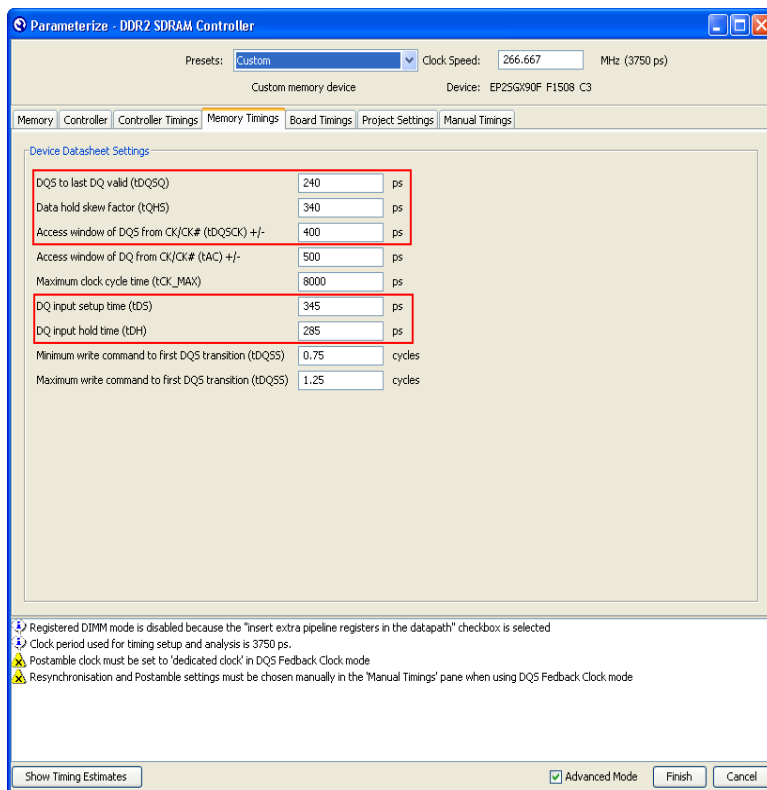 Parameterize - DDR2 SDRAM Controller
Presets: Custom Clock Speed: 266.667 MHz (3750 ps)
Custom memory device Device: EP2SGX90F F1508 C3
Memory Controller Controller Timings Memory Timings Board Timings Project Settings Manual Timings
Device Datasheet Settings
DQS to last DQ valid (tDQSQ) 240 ps
Data hold skew factor (tQHS) 340 ps
Access window of DQS from CK/CK# (tDQSCK) +/- 400 ps
Access window of DQ from CK/CK# (tAC) +/- 500 ps
Maximum clock cycle time (tCK_MAX) 8000 ps
DQ input setup time (tDS) 345 ps
DQ input hold time (tDH) 285 ps
Minimum write command to first DQS transition (tDQSS) 0.75 cycles
Maximum write command to first DQS transition (tDQSS) 1.25 cycles
Registered DIMM mode is disabled because the "insert extra pipeline registers in the datapath" checkbox is selected
Clock period used for timing setup and analysis is 3750 ps.
Postamble clock must be set to 'dedicated clock' in DQS Fedback Clock mode
Resynchronisation and Postamble settings must be chosen manually in the 'Manual Timings' pane when using DQS Fedback Clock mode
Show Timing Estimates Advanced Mode Finish Cancel